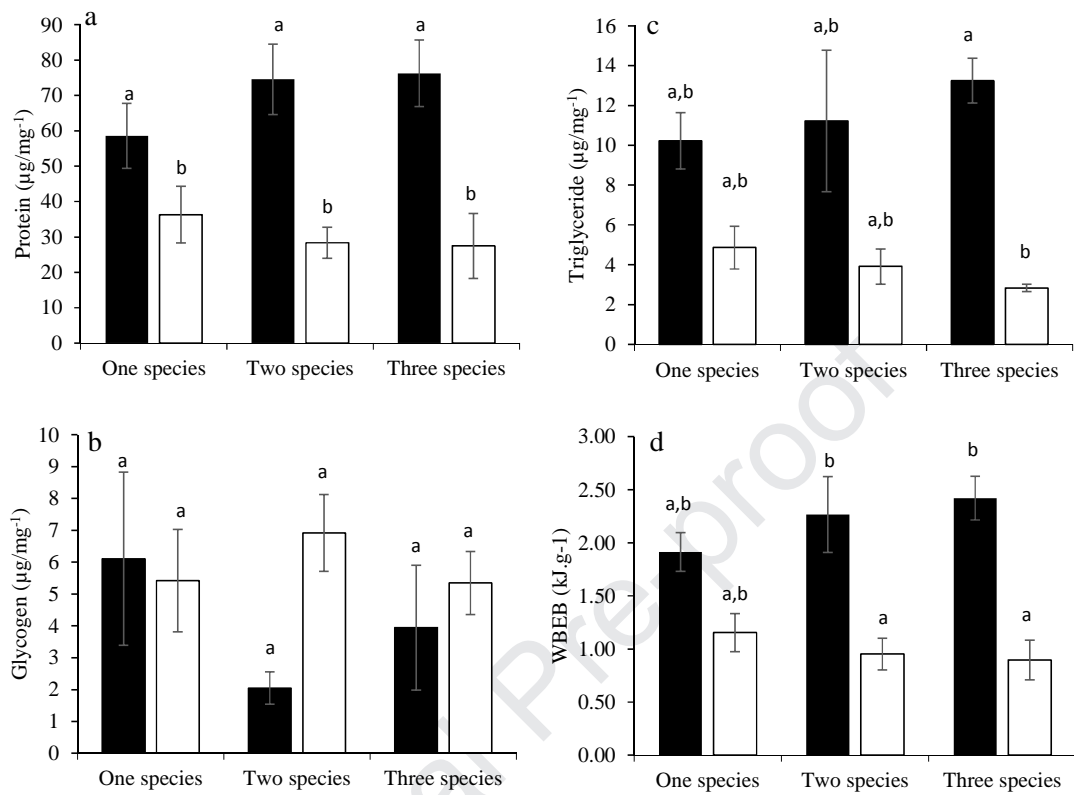 a
Protein (µg/mg⁻¹)
90
80
70
60
50
40
30
20
10
0
a
b
a
b
a
b
One species
Two species
Three species
c
Triglyceride (µg/mg⁻¹)
16
14
12
10
8
6
4
2
0
a,b
a,b
a,b
a,b
a
b
One species
Two species
Three species
b
Glycogen (µg/mg⁻¹)
10
9
8
7
6
5
4
3
2
1
0
a
a
a
a
a
a
One species
Two species
Three species
d
WBEB (kJ.g-1)
3.00
2.50
2.00
1.50
1.00
0.50
0.00
a,b
a,b
b
a
b
a
One species
Two species
Three species
al Pre-proof